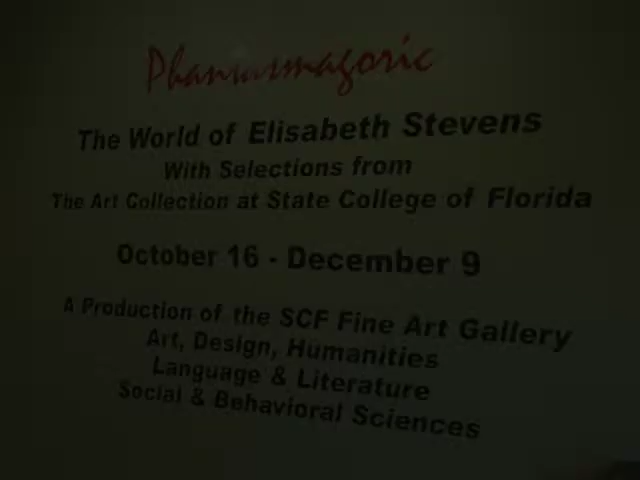 Phantasmagoric
The World of Elisabeth Stevens
With Selections from
The Art Collection at State College of Florida
October 16 - December 9
A Production of the SCF Fine Art Gallery
Art, Design, Humanities
Language & Literature
Social & Behavioral Sciences